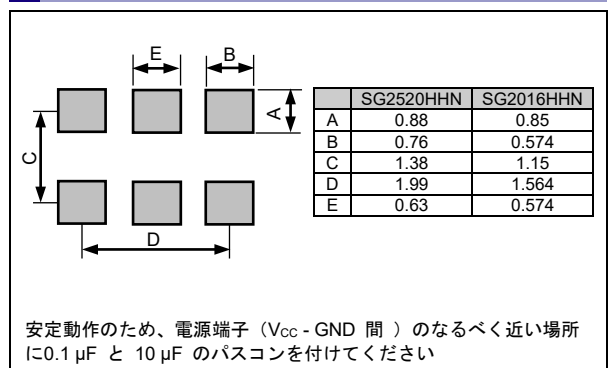 E
B
A
C
D
SG2520HHN SG2016HHN
A 0.88 0.85
B 0.76 0.574
C 1.38 1.15
D 1.99 1.564
E 0.63 0.574
安定動作のため、電源端子（Vcc - GND 間 ）のなるべく近い場所
に0.1 µF と 10 µF のパスコンを付けてください